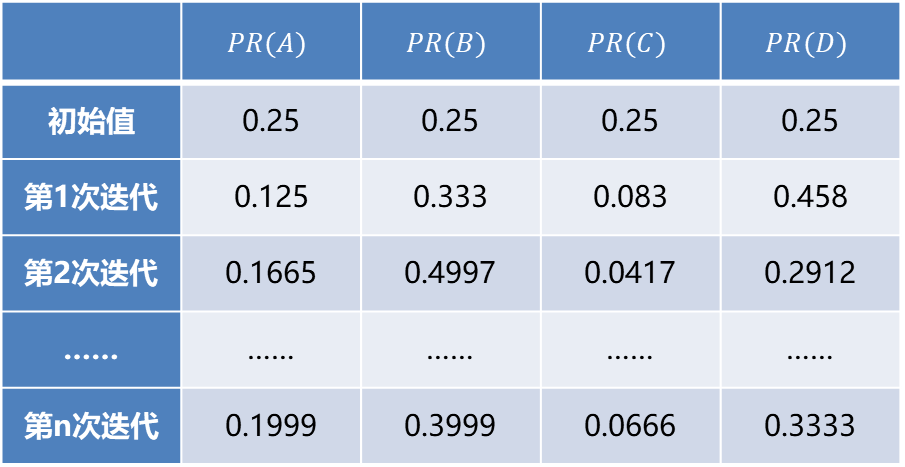 PR(A) PR(B) PR(C) PR(D)
初始值 0.25 0.25 0.25 0.25
第1次迭代 0.125 0.333 0.083 0.458
第2次迭代 0.1665 0.4997 0.0417 0.2912
...... ...... ...... ...... ......
第n次迭代 0.1999 0.3999 0.0666 0.3333